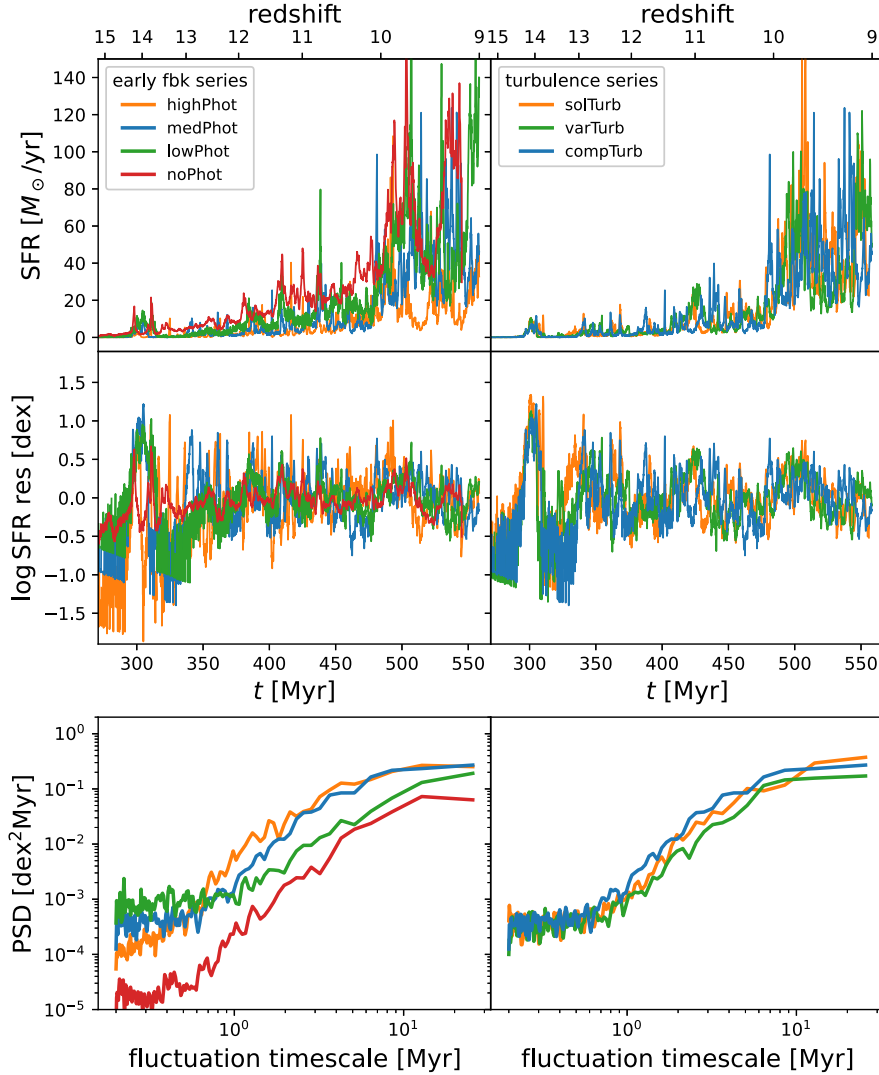 redshift redshift
15 14 13 12 11 10 9 15 14 13 12 11 10 9
early fbk series
highPhot
medPhot
lowPhot
noPhot
turbulence series
solTurb
varTurb
compTurb
SFR [M⊙/yr]
140
120
100
80
60
40
20
0
log SFR res [dex]
1.5
1.0
0.5
0.0
−0.5
−1.0
−1.5
300 350 400 450 500 550 300 350 400 450 500 550
t [Myr] t [Myr]
PSD [dex²Myr]
10⁰
10⁻¹
10⁻²
10⁻³
10⁻⁴
10⁻⁵
10⁰ 10¹ 10⁰ 10¹
fluctuation timescale [Myr] fluctuation timescale [Myr]